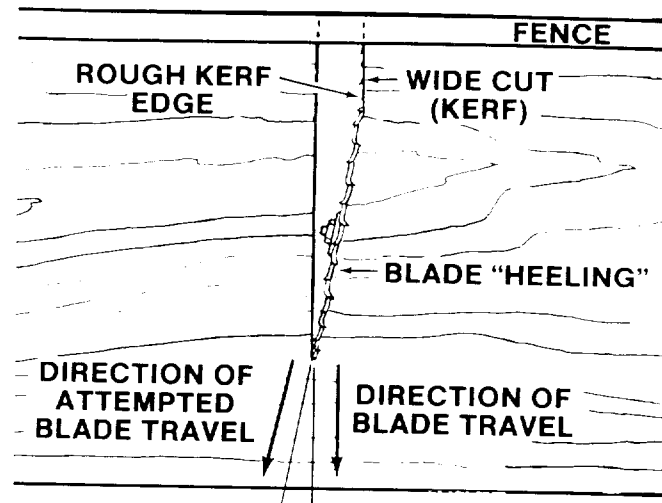 FENCE
ROUGH KERF
EDGE
WIDE CUT
(KERF)
BLADE "HEELING"
DIRECTION OF
ATTEMPTED
BLADE TRAVEL
DIRECTION OF
BLADE TRAVEL